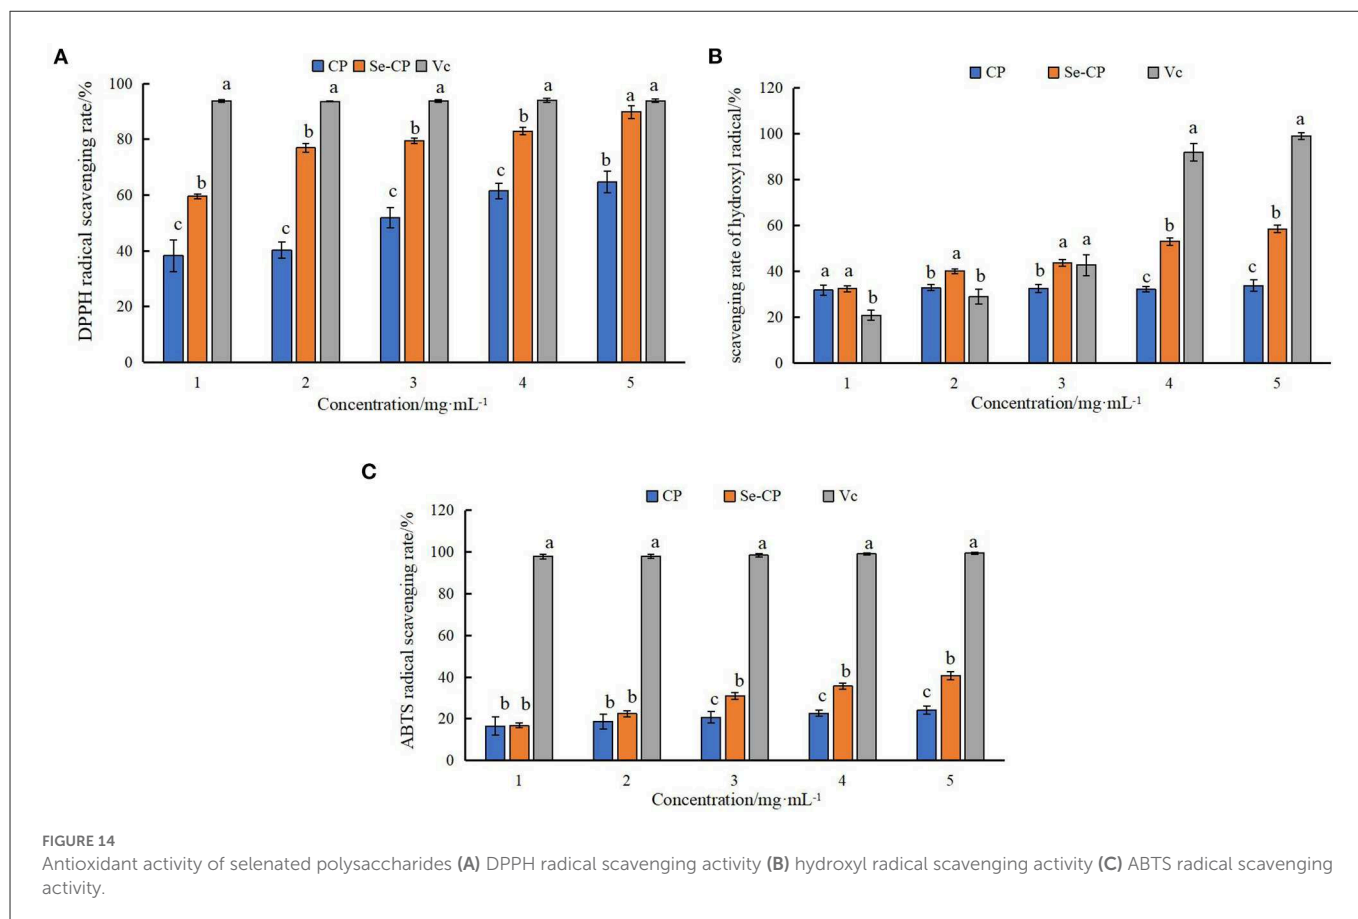 A
CP Se-CP Vc
DPPH radical scavenging rate/%
100
80
60
40
20
0
c b a
c b a
c b a
c b a
b a a
1 2 3 4 5
Concentration/mg·mL-1
B
CP Se-CP Vc
scavenging rate of hydroxyl radical/%
120
100
80
60
40
20
0
a a b
b a b
b a a
c b a
c b a
1 2 3 4 5
Concentration/mg·mL-1
C
CP Se-CP Vc
ABTS radical scavenging rate/%
120
100
80
60
40
20
0
b b a
b b a
c b a
c b a
c b a
1 2 3 4 5
Concentration/mg·mL-1
FIGURE 14
Antioxidant activity of selenated polysaccharides (A) DPPH radical scavenging activity (B) hydroxyl radical scavenging activity (C) ABTS radical scavenging
activity.